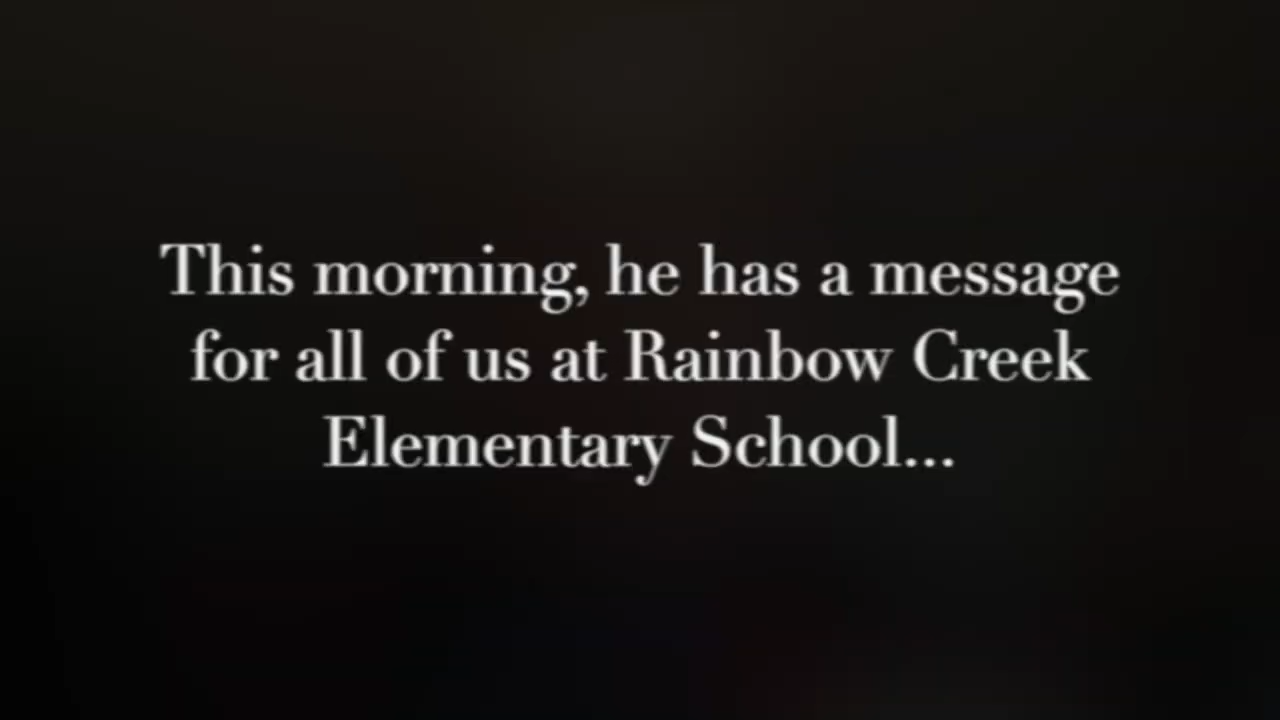 This morning, he has a message
for all of us at Rainbow Creek
Elementary School...